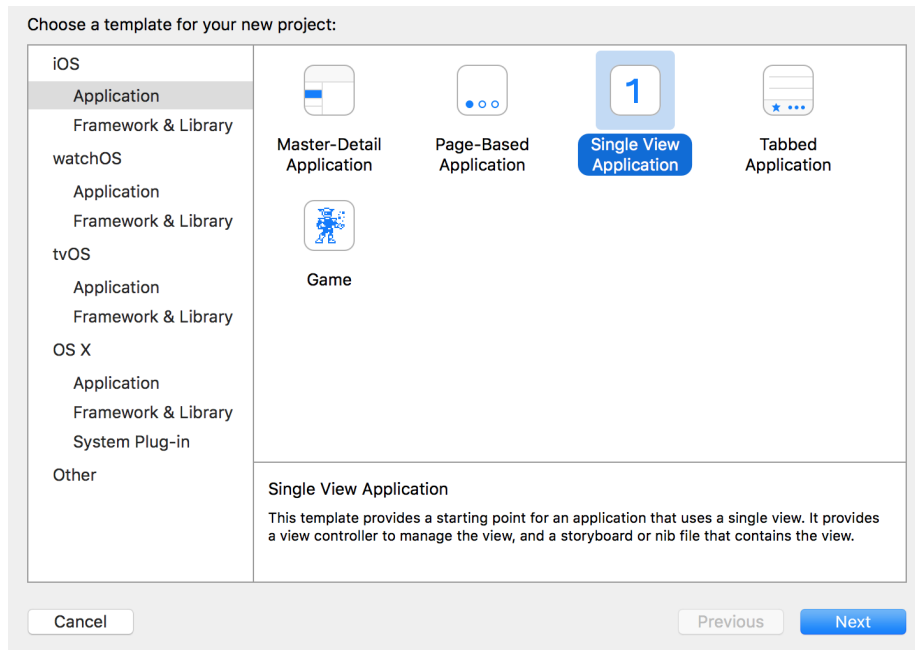 Choose a template for your new project:
iOS
Application
Framework & Library
watchOS
Application
Framework & Library
tvOS
Application
Framework & Library
OS X
Application
Framework & Library
System Plug-in
Other
Master-Detail
Application
Page-Based
Application
1
Single View
Application
Tabbed
Application
Game
Single View Application
This template provides a starting point for an application that uses a single view. It provides
a view controller to manage the view, and a storyboard or nib file that contains the view.
Cancel
Previous
Next